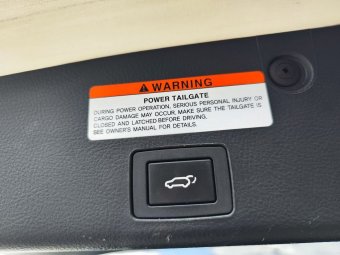 WARNING
POWER TAILGATE
DURING POWER OPERATION, SERIOUS PERSONAL INJURY OR
CARGO DAMAGE MAY OCCUR. MAKE SURE THE TAILGATE IS
CLOSED AND LATCHED BEFORE DRIVING.
SEE OWNER'S MANUAL FOR DETAILS.